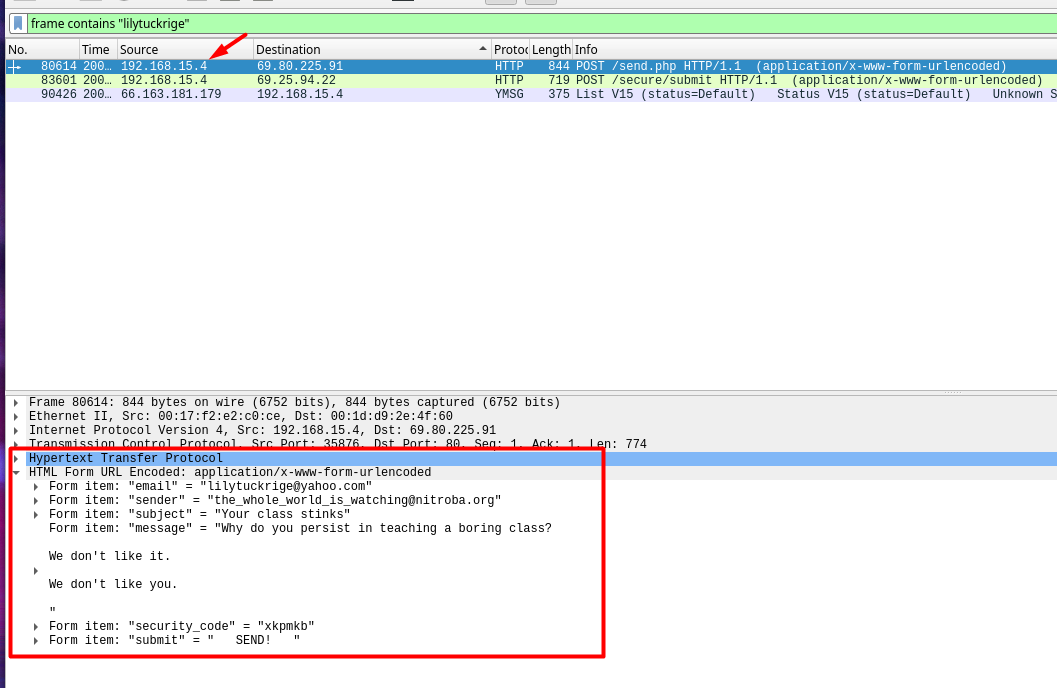 frame contains "lilytuckrige"
No. Time Source Destination Protoc Length Info
80614 200… 192.168.15.4 69.80.225.91 HTTP 844 POST /send.php HTTP/1.1  (application/x-www-form-urlencoded)
83601 200… 192.168.15.4 69.25.94.22 HTTP 719 POST /secure/submit HTTP/1.1  (application/x-www-form-urlencoded)
90426 200… 66.163.181.179 192.168.15.4 YMSG 375 List V15 (status=Default)   Status V15 (status=Default)   Unknown S
Frame 80614: 844 bytes on wire (6752 bits), 844 bytes captured (6752 bits)
Ethernet II, Src: 00:17:f2:e2:c0:ce, Dst: 00:1d:d9:2e:4f:60
Internet Protocol Version 4, Src: 192.168.15.4, Dst: 69.80.225.91
Transmission Control Protocol, Src Port: 35876, Dst Port: 80, Seq: 1, Ack: 1, Len: 774
Hypertext Transfer Protocol
HTML Form URL Encoded: application/x-www-form-urlencoded
Form item: "email" = "lilytuckrige@yahoo.com"
Form item: "sender" = "the_whole_world_is_watching@nitroba.org"
Form item: "subject" = "Your class stinks"
Form item: "message" = "Why do you persist in teaching a boring class?
We don't like it.
We don't like you.
"
Form item: "security_code" = "xkpmkb"
Form item: "submit" = "   SEND!   "